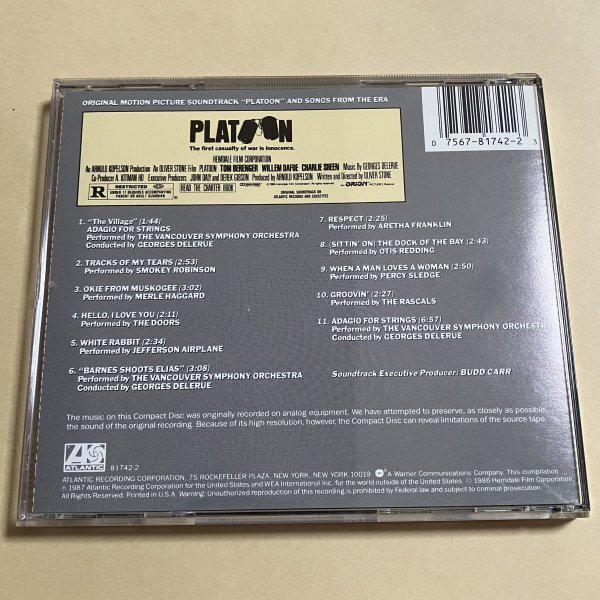 ORIGINAL MOTION PICTURE SOUNDTRACK "PLATOON" AND SONGS FROM THE ERA
0 7567-81742-2 3
PLATOON
The first casualty of war is innocence.
HEMDALE FILM CORPORATION
An ARNOLD KOPELSON Production An OLIVER STONE Film PLATOON TOM BERENGER WILLEM DAFOE CHARLIE SHEEN Music By GEORGES DELERUE
Co-Producer A. KITMAN HO Executive Producers JOHN DALY and DEREK GIBSON Produced by ARNOLD KOPELSON Written and Directed by OLIVER STONE
R RESTRICTED
UNDER 17 REQUIRES ACCOMPANYING
PARENT OR ADULT GUARDIAN
READ THE CHARTER BOOK
ORIGINAL SOUNDTRACK ON
ATLANTIC RECORDS AND CASSETTES
AN ORION PICTURES Release
1. "The Village" (1:44)
ADAGIO FOR STRINGS
Performed by THE VANCOUVER SYMPHONY ORCHESTRA
Conducted by GEORGES DELERUE
2. TRACKS OF MY TEARS (2:53)
Performed by SMOKEY ROBINSON
3. OKIE FROM MUSKOGEE (3:02)
Performed by MERLE HAGGARD
4. HELLO, I LOVE YOU (2:11)
Performed by THE DOORS
5. WHITE RABBIT (2:34)
Performed by JEFFERSON AIRPLANE
6. "BARNES SHOOTS ELIAS" (3:08)
Performed by THE VANCOUVER SYMPHONY ORCHESTRA
Conducted by GEORGES DELERUE
7. RESPECT (2:25)
Performed by ARETHA FRANKLIN
8. (SITTIN' ON) THE DOCK OF THE BAY (2:43)
Performed by OTIS REDDING
9. WHEN A MAN LOVES A WOMAN (2:50)
Performed by PERCY SLEDGE
10. GROOVIN' (2:27)
Performed by THE RASCALS
11. ADAGIO FOR STRINGS (6:57)
Performed by THE VANCOUVER SYMPHONY ORCHESTRA
Conducted by GEORGES DELERUE
Soundtrack Executive Producer: BUDD CARR
The music on this Compact Disc was originally recorded on analog equipment. We have attempted to preserve, as closely as possible,
the sound of the original recording. Because of its high resolution, however, the Compact Disc can reveal limitations of the source tape.
ATLANTIC
81742-2
ATLANTIC RECORDING CORPORATION, 75 ROCKEFELLER PLAZA, NEW YORK, NEW YORK 10019 A Warner Communications Company. This compilation
℗ 1987 Atlantic Recording Corporation for the United States and WEA International Inc. for the world outside of the United States. © 1986 Hemdale Film Corporation.
All Rights Reserved. Printed in U.S.A. Warning: Unauthorized reproduction of this recording is prohibited by Federal law and subject to criminal prosecution.